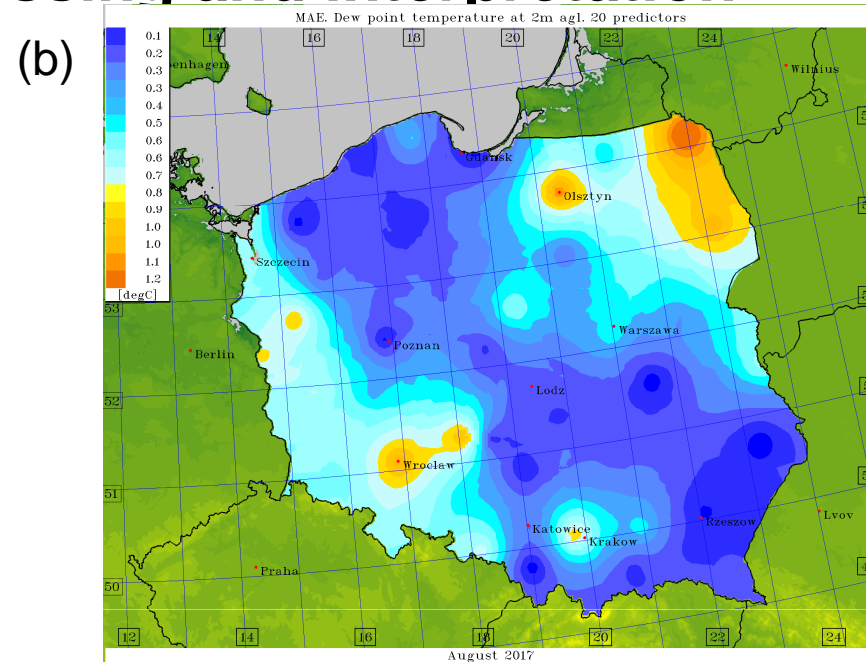 (b)
MAE. Dew point temperature at 2m agl. 20 predictors
14 16 18 20 22 24
0.1
0.2
0.3
0.3
0.4
0.5
0.6
0.6
0.7
0.8
0.9
1.0
1.0
1.1
1.2
[degC]
penhagen
Wilnius
Gdansk
Olsztyn
Szczecin
53
Warszawa
Berlin
Poznan
52
Lodz
Wroclaw
51
Katowice
Krakow
Rzeszow
Lvov
Praha
50
12 14 16 18 20 22 24
August 2017